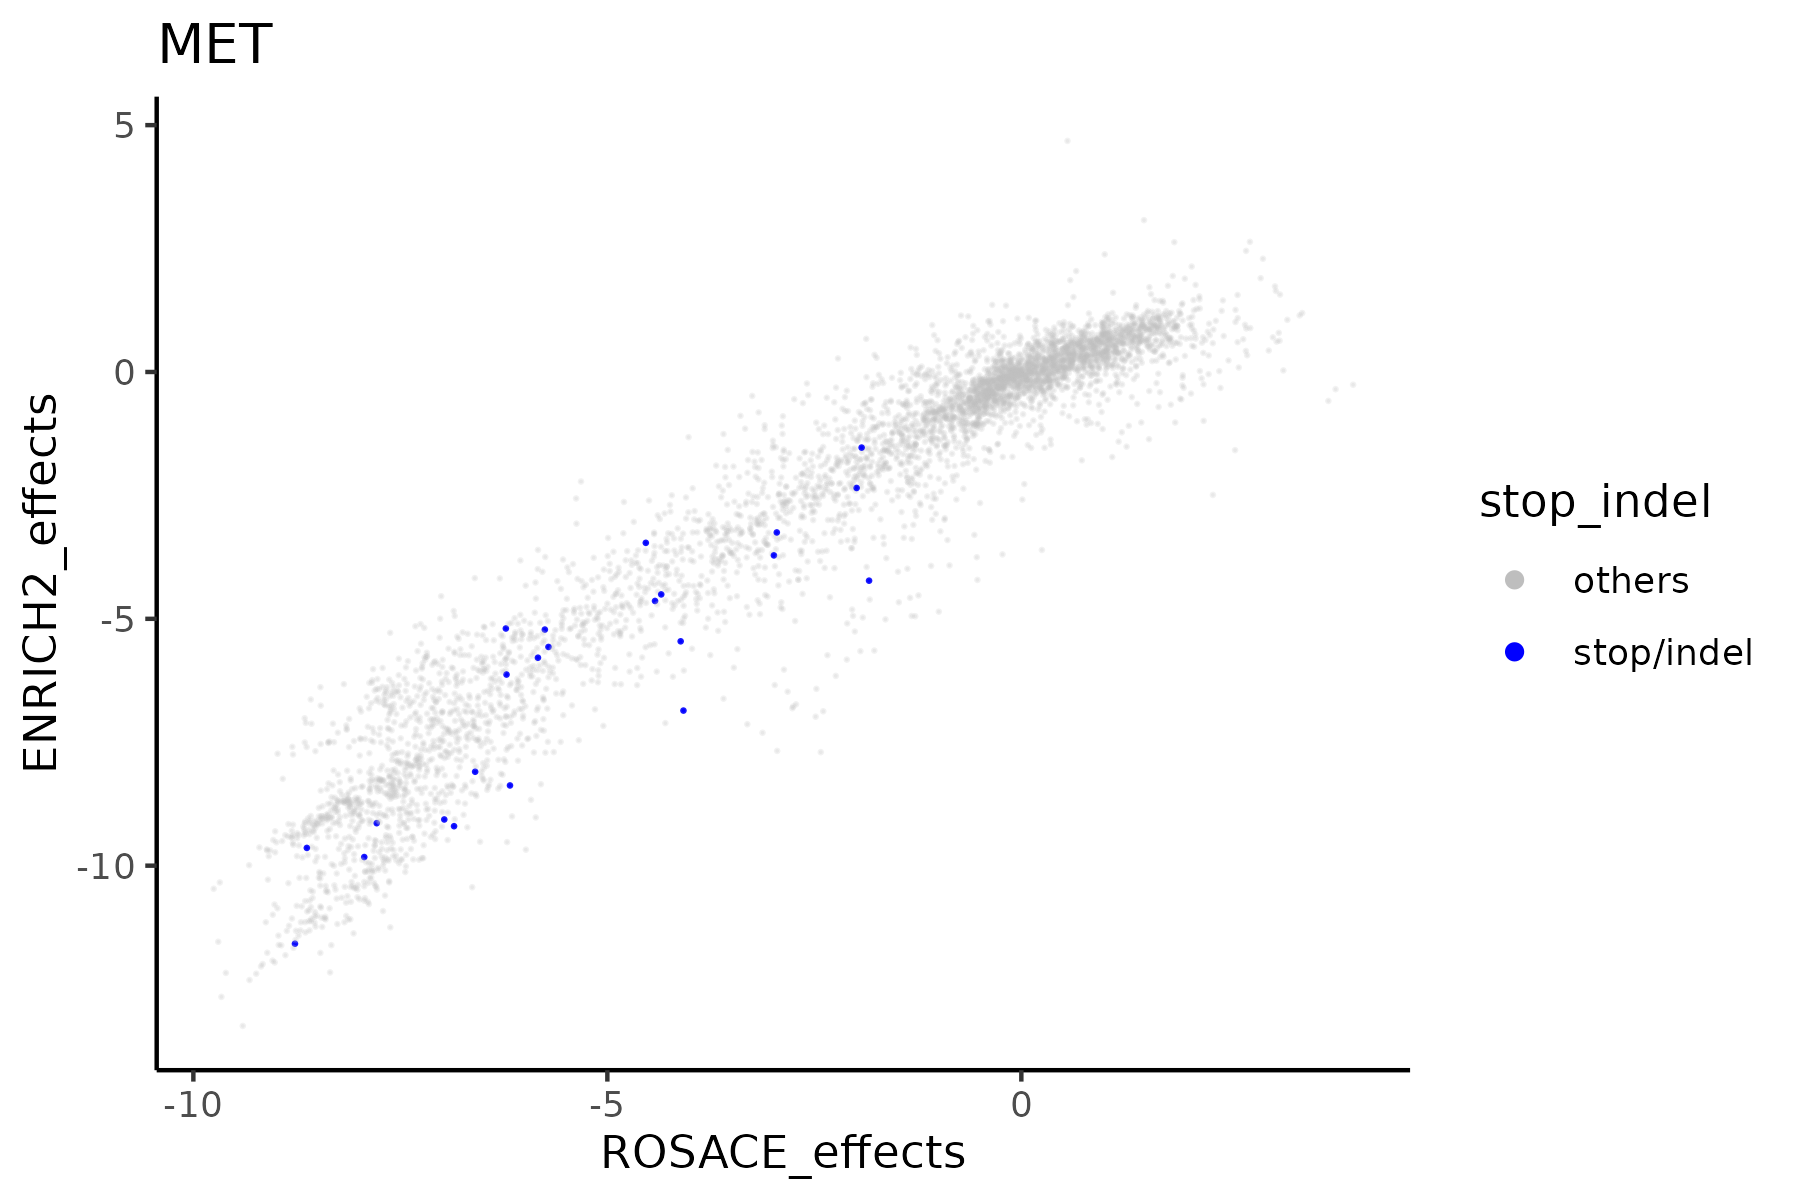 MET
5
0
-5
-10
ENRICH2_effects
-10
-5
0
ROSACE_effects
stop_indel
others
stop/indel